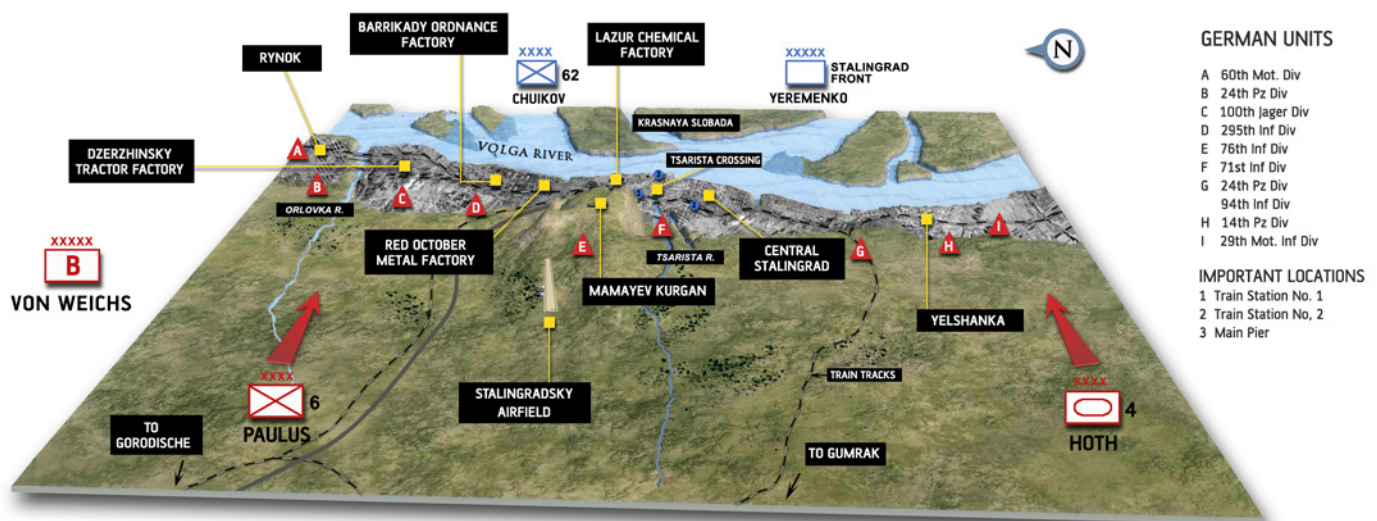 BARRIKADY ORDNANCE
FACTORY
LAZUR CHEMICAL
FACTORY
RYNOK
XXXX
62
CHUIKOV
XXXXX
STALINGRAD
FRONT
YEREMENKO
N
DZERZHINSKY
TRACTOR FACTORY
VOLGA RIVER
KRASNAYA SLOBADA
TSARISTA CROSSING
A
B
C
D
E
F
G
H
I
ORLOVKA R.
TSARISTA R.
3
1
2
RED OCTOBER
METAL FACTORY
MAMAYEV KURGAN
CENTRAL
STALINGRAD
YELSHANKA
XXXXX
B
VON WEICHS
STALINGRADSKY
AIRFIELD
TRAIN TRACKS
XXXX
6
PAULUS
XXXX
4
HOTH
TO
GORODISCHE
TO GUMRAK
GERMAN UNITS
A 60th Mot. Div
B 24th Pz Div
C 100th Jager Div
D 295th Inf Div
E 76th Inf Div
F 71st Inf Div
G 24th Pz Div
94th Inf Div
H 14th Pz Div
I 29th Mot. Inf Div
IMPORTANT LOCATIONS
1 Train Station No. 1
2 Train Station No, 2
3 Main Pier